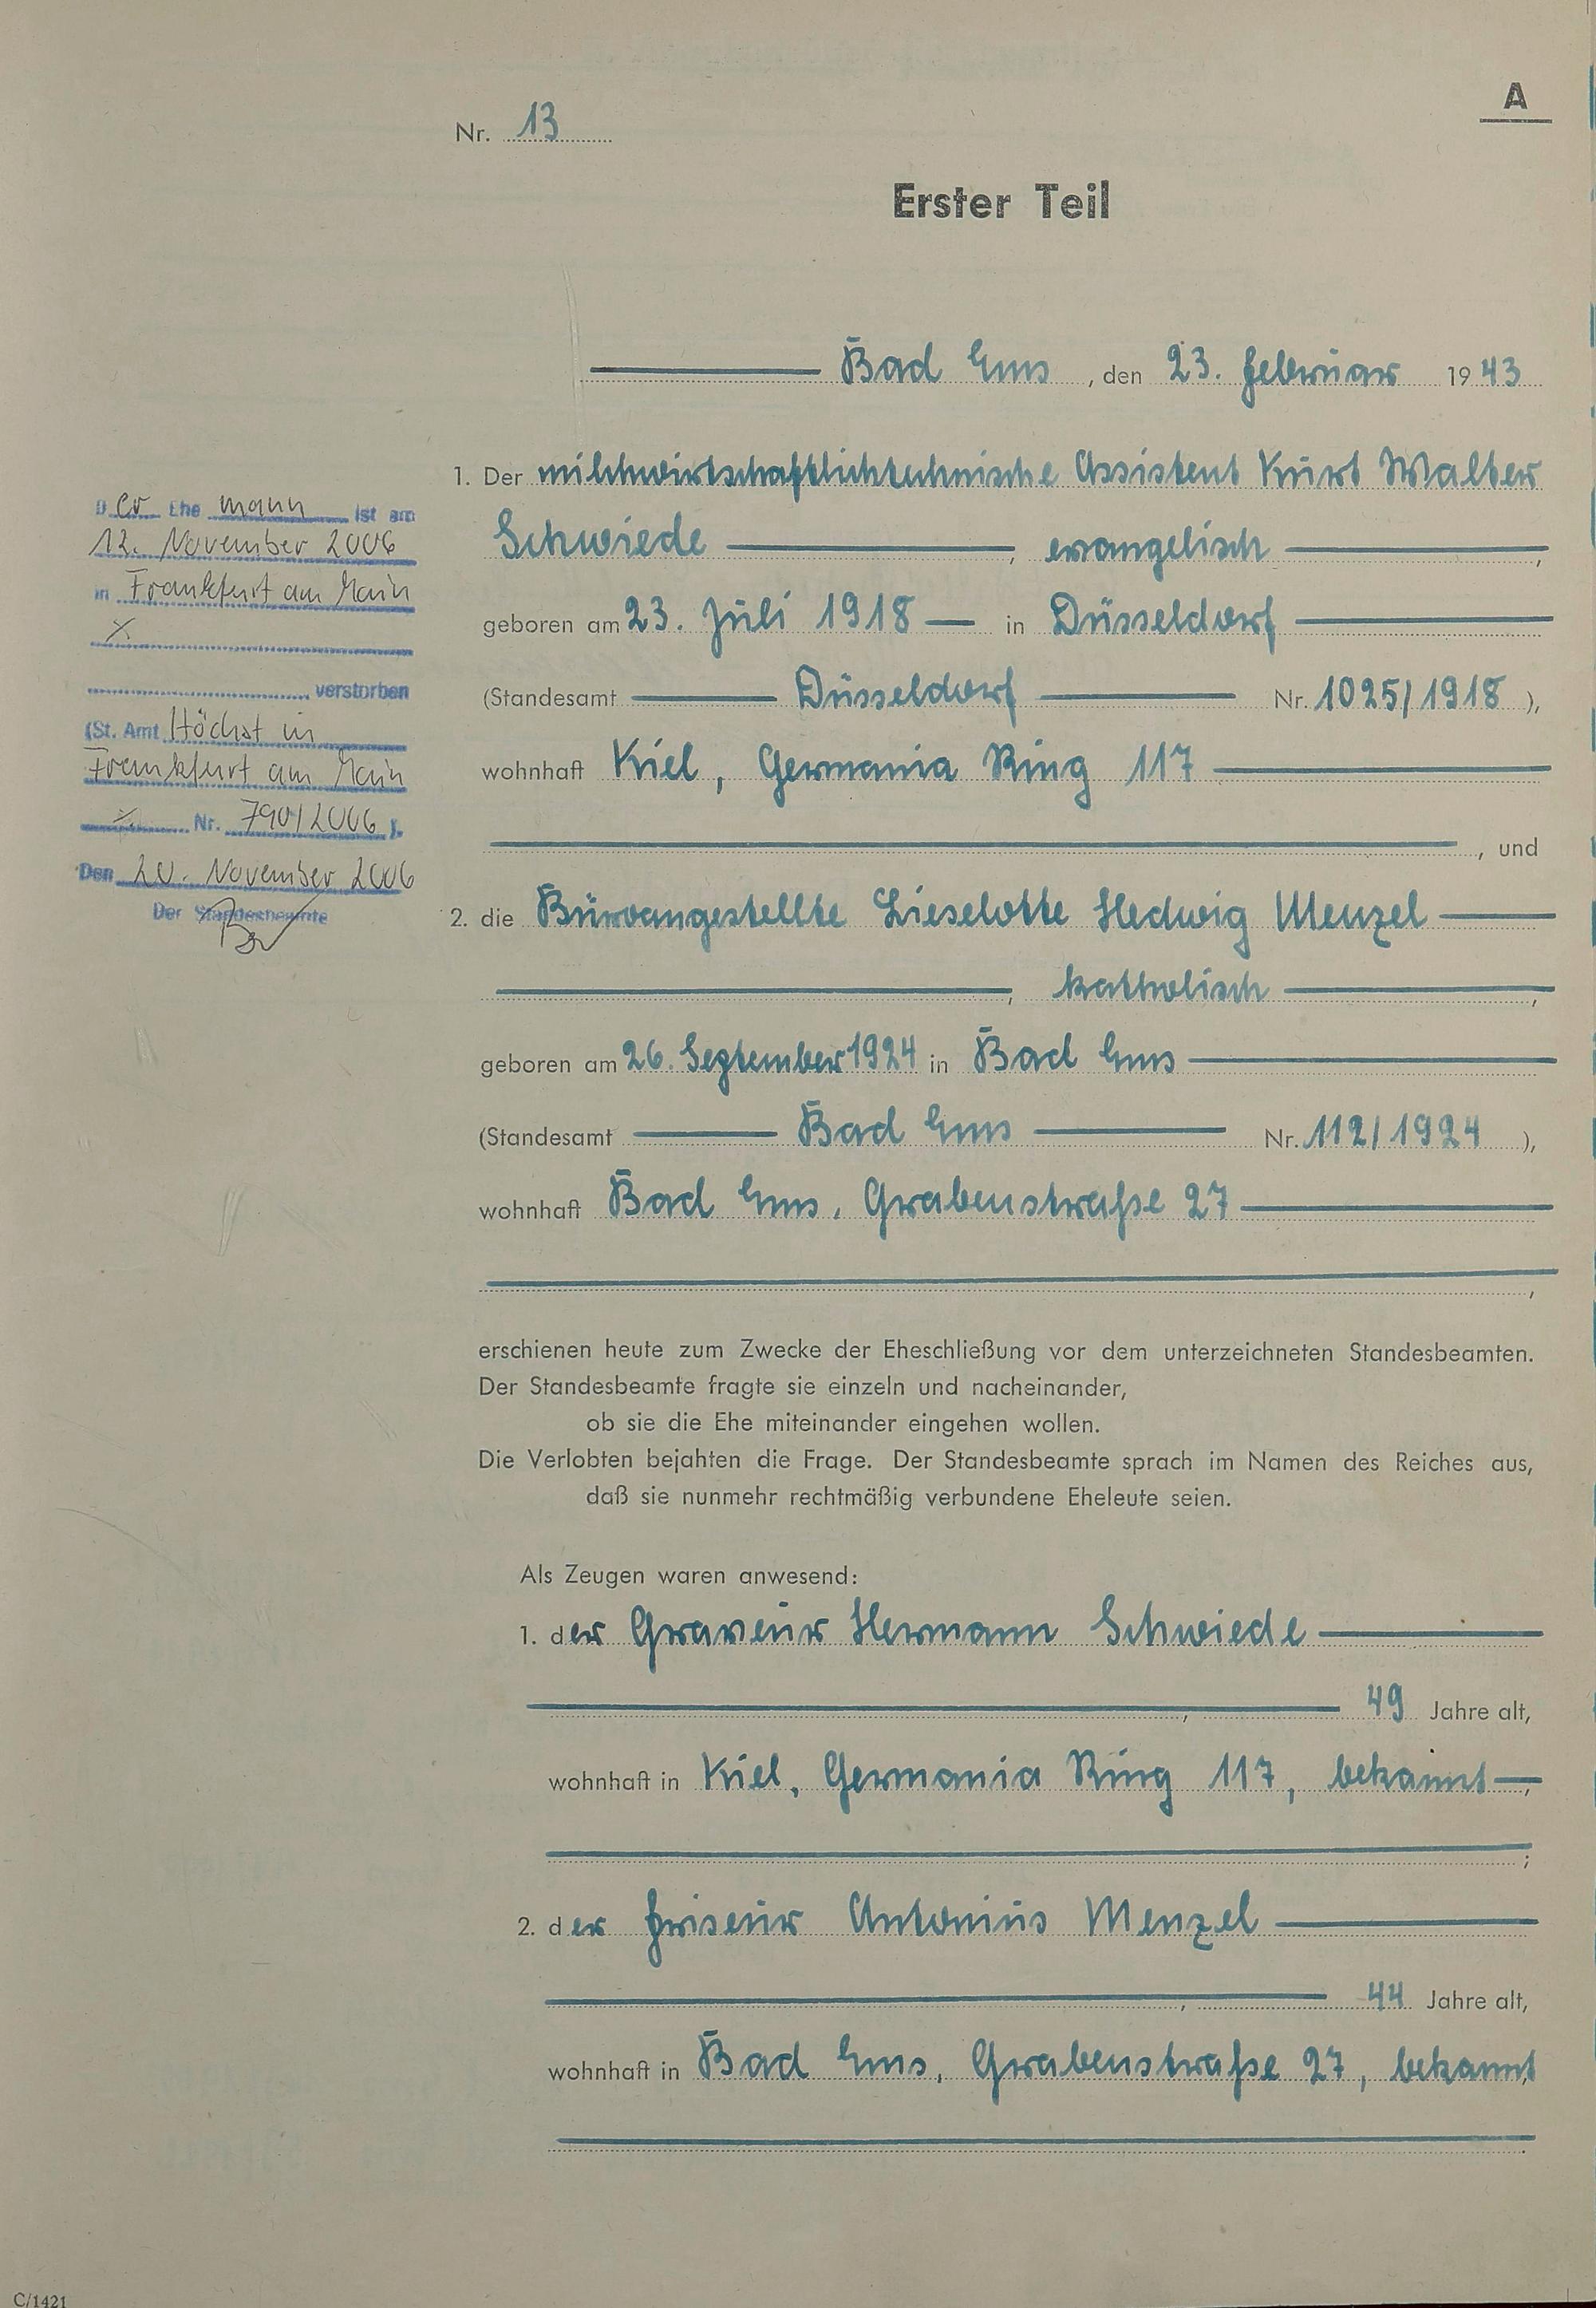 A
Nr. 13
Erster Teil
Bad Ems, den 23. Februar 1943
1. Der milchwirtschaftlichtechnische Assistent Kurt Walter
Schwiede, evangelisch,
geboren am 23. Juli 1918 in Düsseldorf
(Standesamt Düsseldorf Nr. 1025/1918),
wohnhaft Kiel, Germania Ring 117
, und
2. die Büroangestellte Lieselotte Hedwig Menzel
, katholisch,
geboren am 26. September 1924 in Bad Ems
(Standesamt Bad Ems Nr. 112/1924),
wohnhaft Bad Ems, Grabenstraße 27
,
erschienen heute zum Zwecke der Eheschließung vor dem unterzeichneten Standesbeamten.
Der Standesbeamte fragte sie einzeln und nacheinander,
ob sie die Ehe miteinander eingehen wollen.
Die Verlobten bejahten die Frage. Der Standesbeamte sprach im Namen des Reiches aus,
daß sie nunmehr rechtmäßig verbundene Eheleute seien.
Als Zeugen waren anwesend:
1. der Graveur Hermann Schwiede
, 49 Jahre alt,
wohnhaft in Kiel, Germania Ring 117, bekannt,
;
2. der Friseur Antonius Menzel
, 44 Jahre alt,
wohnhaft in Bad Ems, Grabenstraße 27, bekannt
.
Der Ehemann ist am
12. November 2006
in Frankfurt am Main
verstorben
(St. Amt Höchst in
Frankfurt am Main
Nr. 790/2006).
Den 20. November 2006
Der Standesbeamte
C/1421